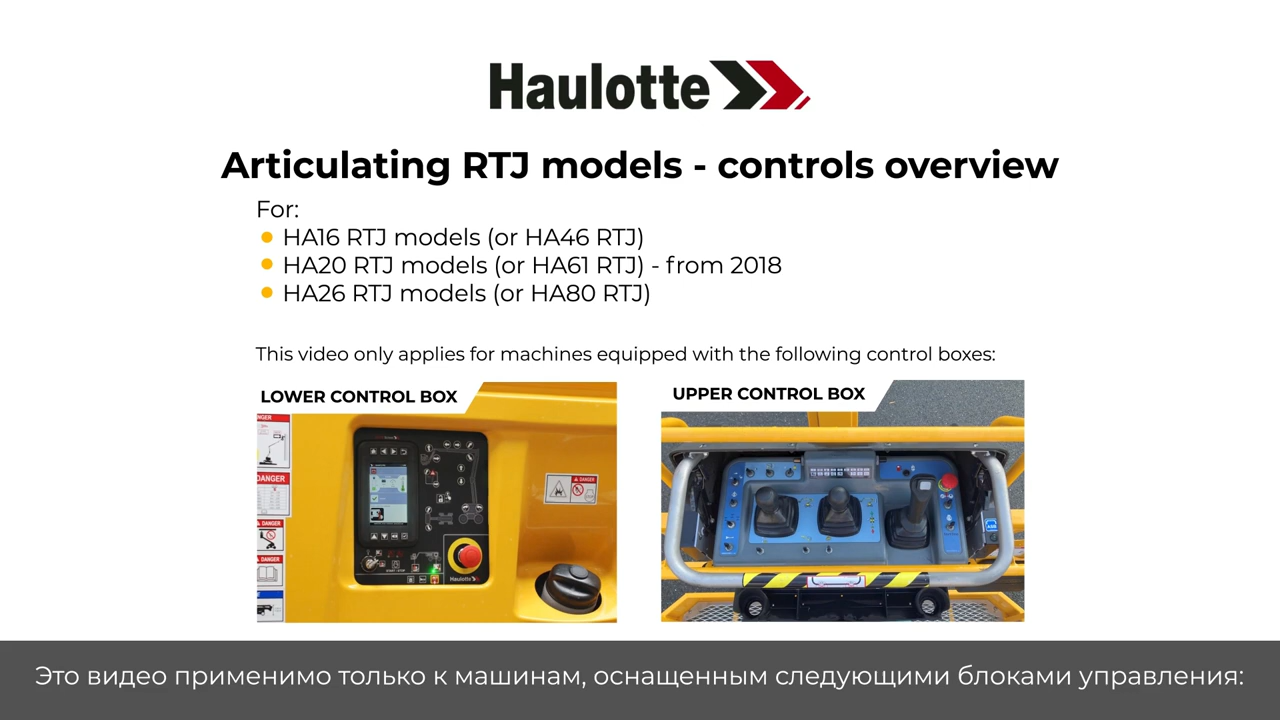 Haulotte
Articulating RTJ models - controls overview
For:
HA16 RTJ models (or HA46 RTJ)
HA20 RTJ models (or HA61 RTJ) - from 2018
HA26 RTJ models (or HA80 RTJ)
This video only applies for machines equipped with the following control boxes:
LOWER CONTROL BOX
UPPER CONTROL BOX
DANGER
DANGER
DANGER
DANGER
Haulotte
Это видео применимо только к машинам, оснащенным следующими блоками управления: